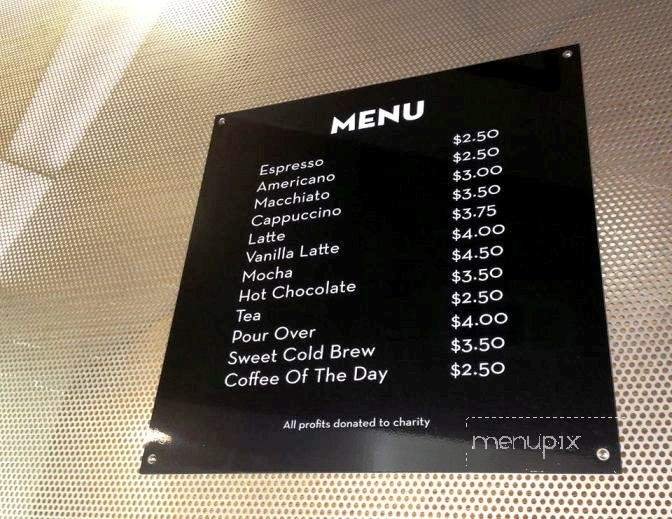 MENU
Espresso $2.50
Americano $2.50
Macchiato $3.00
Cappuccino $3.50
Latte $3.75
Vanilla Latte $4.00
Mocha $4.50
Hot Chocolate $3.50
Tea $2.50
Pour Over $4.00
Sweet Cold Brew $3.50
Coffee Of The Day $2.50
All profits donated to charity
menupix